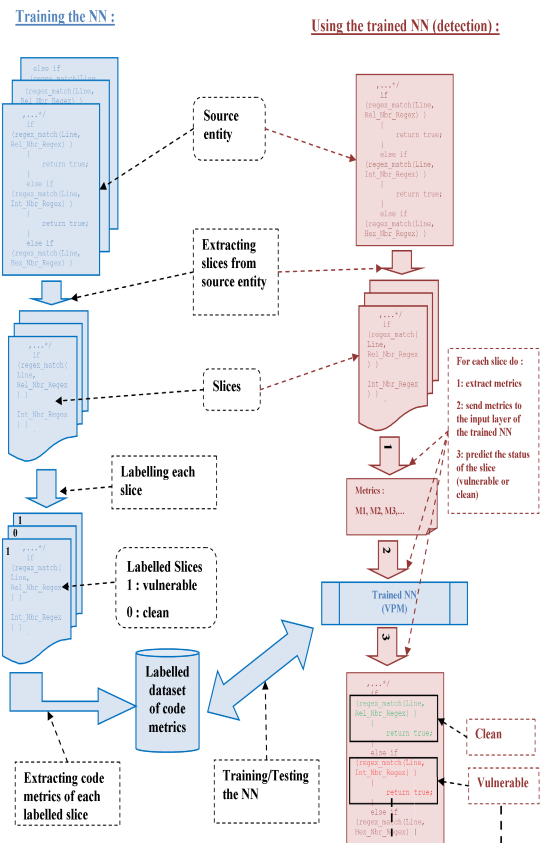 Training the NN :
Using the trained NN (detection) :
else if
(regex_match(Line,
(regex_match(Line,
Rel_Nbr_Regex) )
,...*/
if
(regex_match(Line,
Rel_Nbr_Regex) )
{
return true;
}
else if
(regex_match(Line,
Int_Nbr_Regex) )
{
return true;
}
else if
(regex_match(Line,
Hex_Nbr_Regex) )
Source
entity
,...*/
if
(regex_match(Line,
Rel_Nbr_Regex) )
{
return true;
}
else if
(regex_match(Line,
Int_Nbr_Regex) )
{
return true;
}
else if
(regex_match(Line,
Hex_Nbr_Regex) )
Extracting
slices from
source entity
,...*/
if
(regex_match(
Line,
Rel_Nbr_Regex
) )
Int_Nbr_Regex
) )
Slices
,...*/
if
(regex_match(
Line,
Rel_Nbr_Regex
) )
Int_Nbr_Regex
) )
For each slice do :
1: extract metrics
2: send metrics to
the input layer of
the trained NN
3: predict the status
of the slice
(vulnerable or
clean)
1
Labelling each
slice
Metrics :
M1, M2, M3,...
2
1
0
1
,...*/
if
(regex_match(
Line,
Rel_Nbr_Regex
) )
Int_Nbr_Regex
) )
Labelled Slices
1 : vulnerable
0 : clean
Trained NN
(VPM)
3
Labelled
dataset
of code
metrics
,...*/
if
(regex_match(Line,
Rel_Nbr_Regex) )
{
return true;
}
else if
(regex_match(Line,
Int_Nbr_Regex) )
{
return true;
}
else if
(regex_match(Line,
Hex_Nbr_Regex) )
Clean
Vulnerable
Extracting code
metrics of each
labelled slice
Training/Testing
the NN